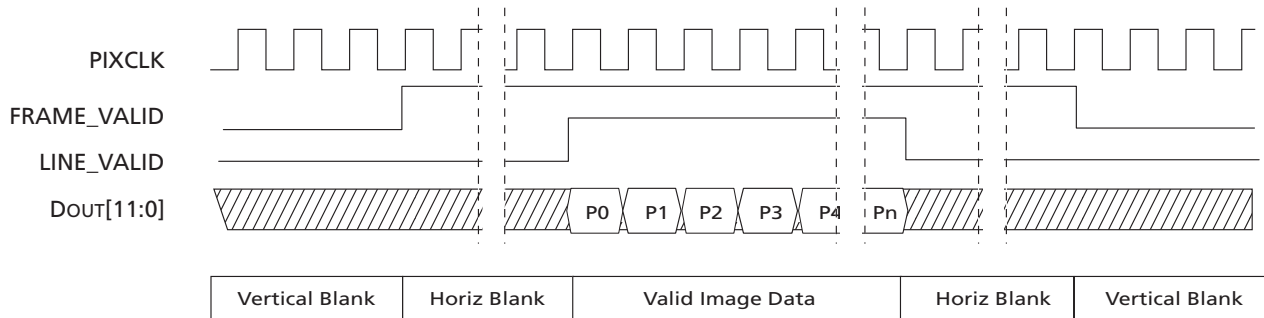 PIXCLK
FRAME_VALID
LINE_VALID
DOUT[11:0]
P0 P1 P2 P3 P4 Pn
Vertical Blank Horiz Blank Valid Image Data Horiz Blank Vertical Blank